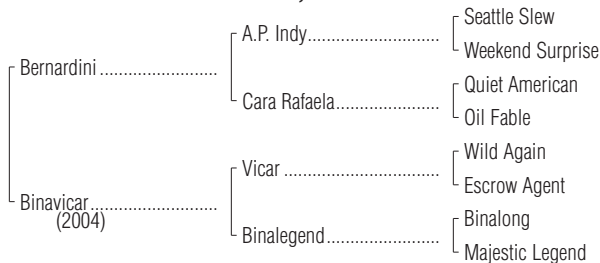 Seattle Slew
A.P. Indy..............................
Weekend Surprise
Bernardini ...........................
Quiet American
Cara Rafaela........................
Oil Fable
Wild Again
Vicar ...................................
Escrow Agent
Binavicar.............................
(2004)
Binalong
Binalegend..........................
Majestic Legend